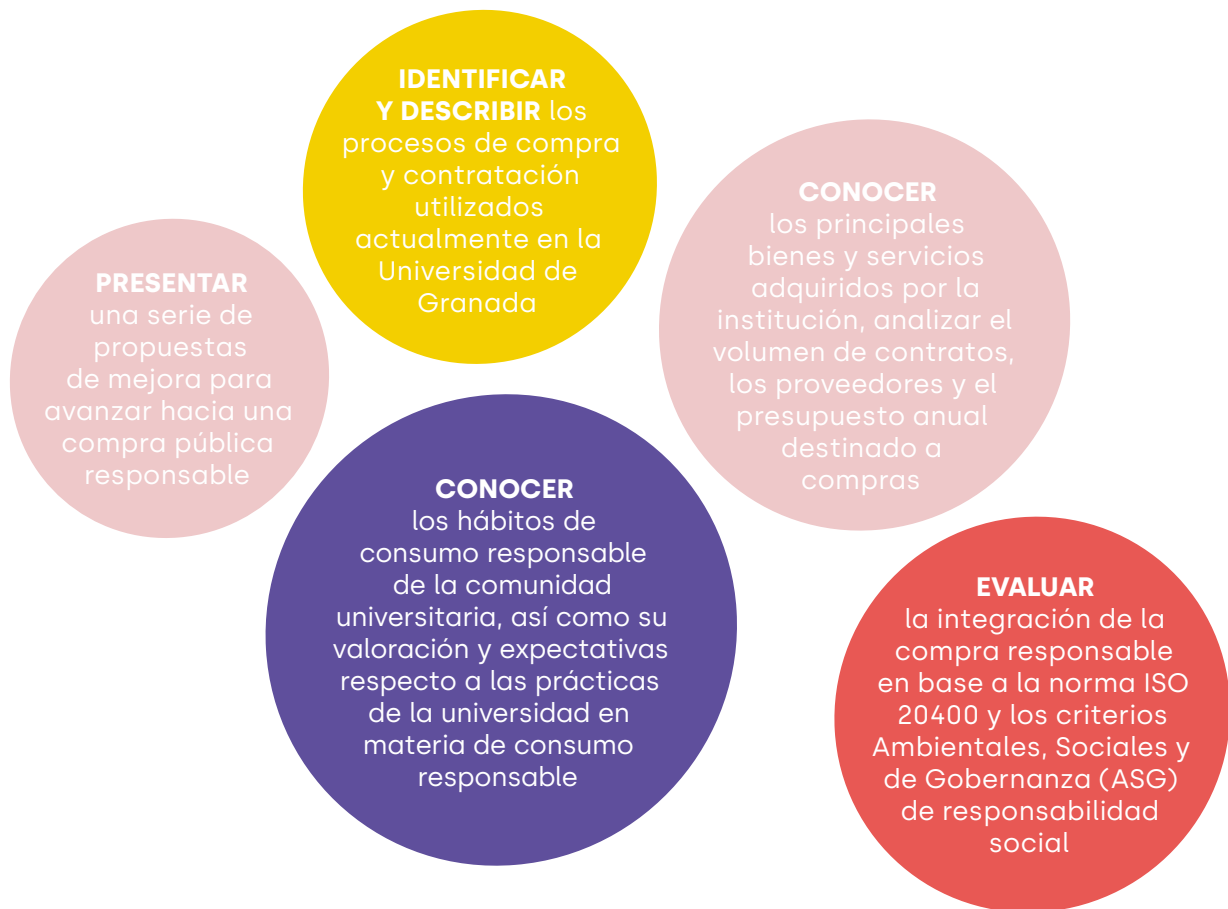 IDENTIFICAR
Y DESCRIBIR los
procesos de compra
y contratación
utilizados
actualmente en la
Universidad de
Granada
CONOCER
los principales
bienes y servicios
adquiridos por la
institución, analizar el
volumen de contratos,
los proveedores y el
presupuesto anual
destinado a
compras
PRESENTAR
una serie de
propuestas
de mejora para
avanzar hacia una
compra pública
responsable
CONOCER
los hábitos de
consumo responsable
de la comunidad
universitaria, así como su
valoración y expectativas
respecto a las prácticas
de la universidad en
materia de consumo
responsable
EVALUAR
la integración de la
compra responsable
en base a la norma ISO
20400 y los criterios
Ambientales, Sociales y
de Gobernanza (ASG)
de responsabilidad
social